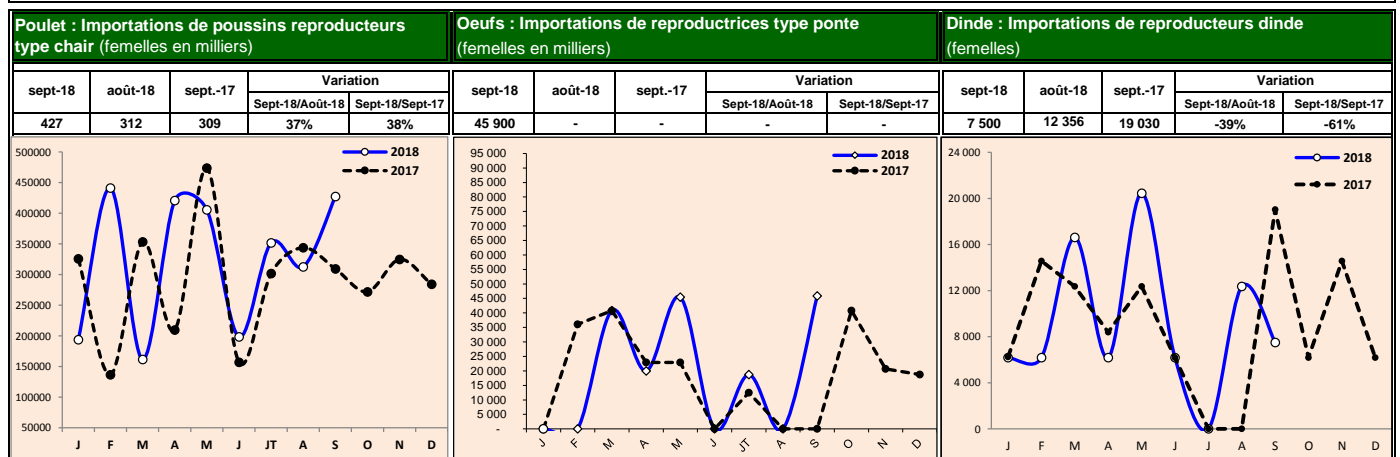 Poulet : Importations de poussins reproducteurs
type chair (femelles en milliers)
sept-18 août-18 sept.-17 Variation
Sept-18/Août-18 Sept-18/Sept-17
427 312 309 37% 38%
2018
2017
500000
450000
400000
350000
300000
250000
200000
150000
100000
50000
J F M A M J JT A S O N D
Oeufs : Importations de reproductrices type ponte
(femelles en milliers)
sept-18 août-18 sept.-17 Variation
Sept-18/Août-18 Sept-18/Sept-17
45 900 - - - -
2018
2017
95 000
90 000
85 000
80 000
75 000
70 000
65 000
60 000
55 000
50 000
45 000
40 000
35 000
30 000
25 000
20 000
15 000
10 000
5 000
-
J F M A M J JT A S O N D
Dinde : Importations de reproducteurs dinde
(femelles)
sept-18 août-18 sept.-17 Variation
Sept-18/Août-18 Sept-18/Sept-17
7 500 12 356 19 030 -39% -61%
2018
2017
24 000
20 000
16 000
12 000
8 000
4 000
0
J F M A M J J A S O N D